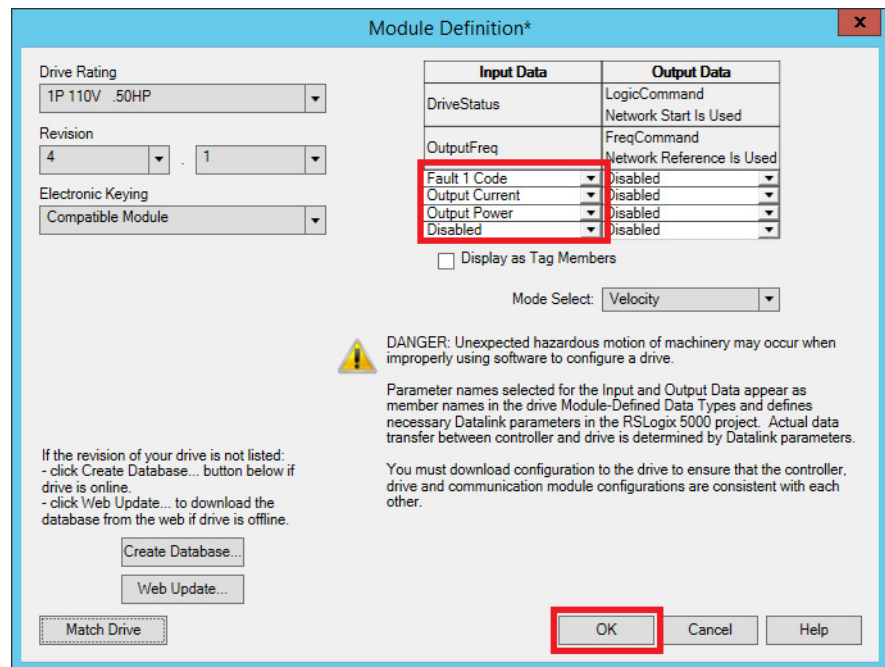 Module Definition*
x
Drive Rating
1P 110V .50HP
Revision
4 . 1
Electronic Keying
Compatible Module
Input Data Output Data
DriveStatus
LogicCommand
Network Start Is Used
OutputFreq
FreqCommand
Network Reference Is Used
Fault 1 Code Disabled
Output Current Disabled
Output Power Disabled
Disabled Disabled
Display as Tag Members
Mode Select: Velocity
DANGER: Unexpected hazardous motion of machinery may occur when
improperly using software to configure a drive.
Parameter names selected for the Input and Output Data appear as
member names in the drive Module-Defined Data Types and defines
necessary Datalink parameters in the RSLogix 5000 project. Actual data
transfer between controller and drive is determined by Datalink parameters.
You must download configuration to the drive to ensure that the controller,
drive and communication module configurations are consistent with each
other.
If the revision of your drive is not listed:
- click Create Database... button below if
drive is online.
- click Web Update... to download the
database from the web if drive is offline.
Create Database...
Web Update...
Match Drive
OK Cancel Help